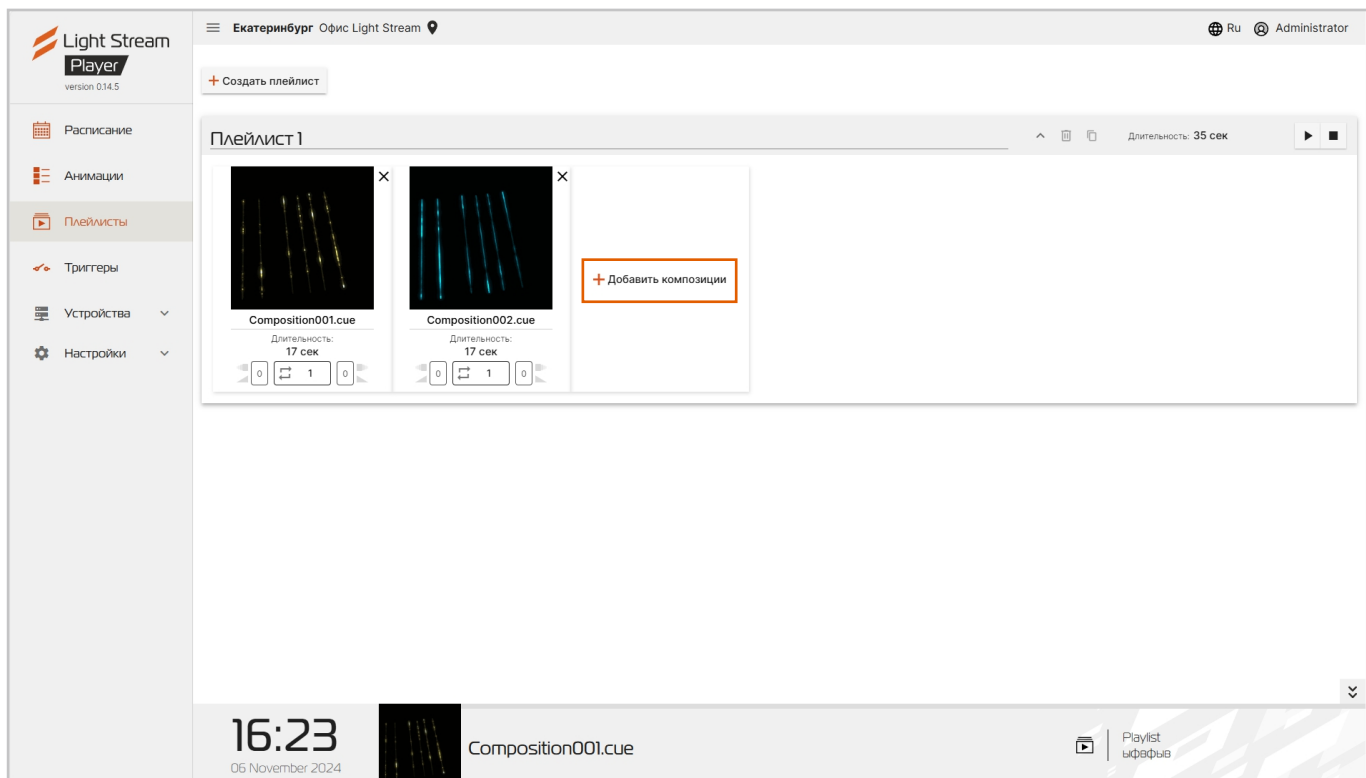 Light Stream
Player
version 0.14.5
Екатеринбург Офис Light Stream
Ru Administrator
Расписание
Анимации
Плейлисты
Триггеры
Устройства
Настройки
+ Создать плейлист
Плейлист 1
Длительность: 35 сек
+ Добавить композиции
Composition001.cue
Длительность:
17 сек
0 1 0
Composition002.cue
Длительность:
17 сек
0 1 0
16:23
06 November 2024
Composition001.cue
Playlist
ыфвфыв